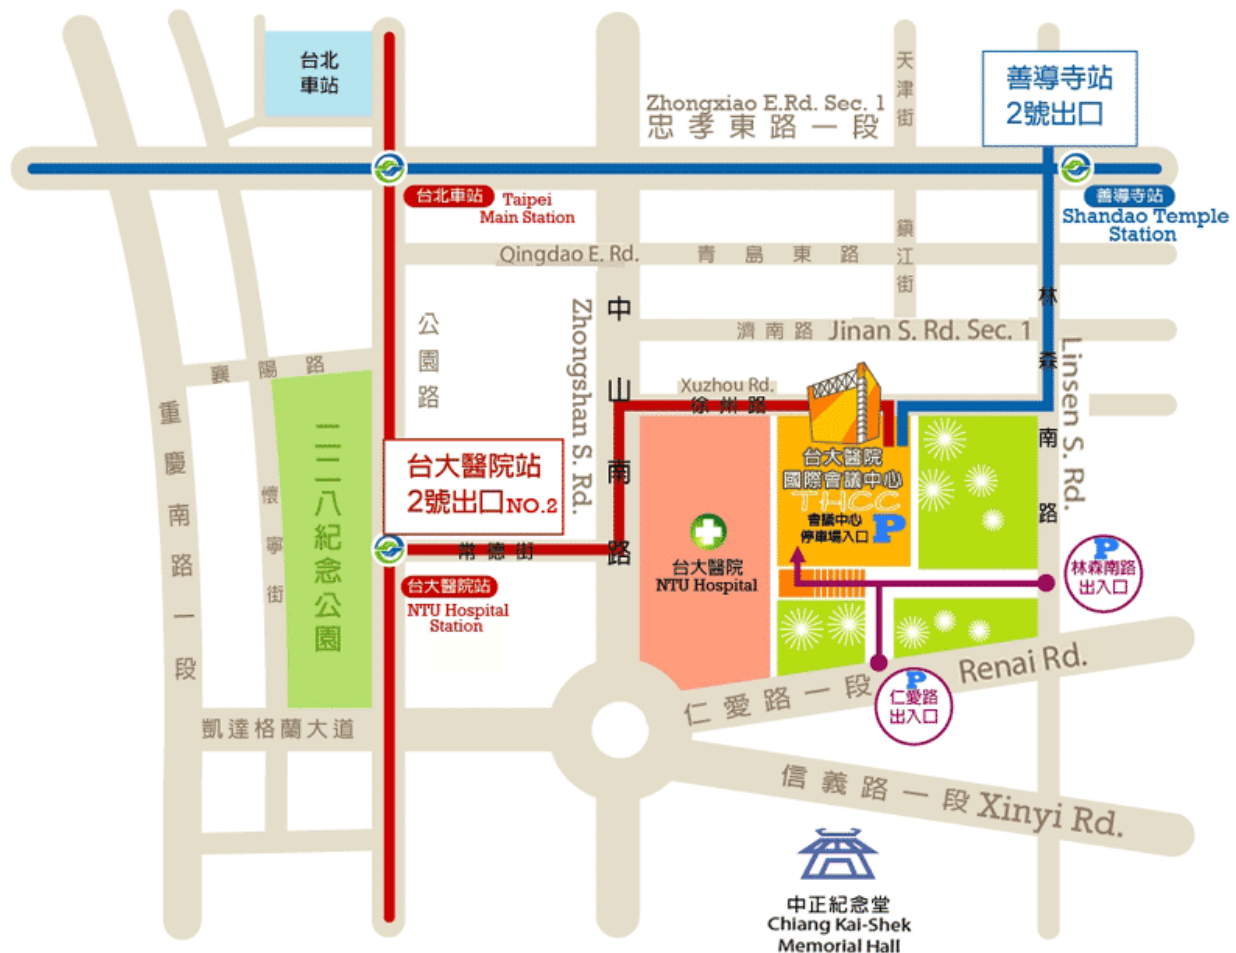 台北
車站
天津街
善導寺站
2號出口
Zhongxiao E.Rd. Sec. 1
忠孝東路一段
台北車站
Taipei
Main Station
善導寺站
Shandao Temple
Station
Qingdao E. Rd.
青島東路
鎮江街
林森南路
Linsen S. Rd.
公園路
中山南路
Zhongshan S. Rd.
濟南路 Jinan S. Rd. Sec. 1
襄陽路
Xuzhou Rd.
徐州路
重慶南路一段
二二八紀念公園
懷寧街
台大醫院站
2號出口NO.2
常德街
台大醫院站
NTU Hospital
Station
台大醫院
NTU Hospital
台大醫院
國際會議中心
THCC
會議中心
停車場入口
P
P
林森南路
出入口
P
仁愛路
出入口
仁愛路一段 Renai Rd.
凱達格蘭大道
信義路一段 Xinyi Rd.
中正紀念堂
Chiang Kai-Shek
Memorial Hall